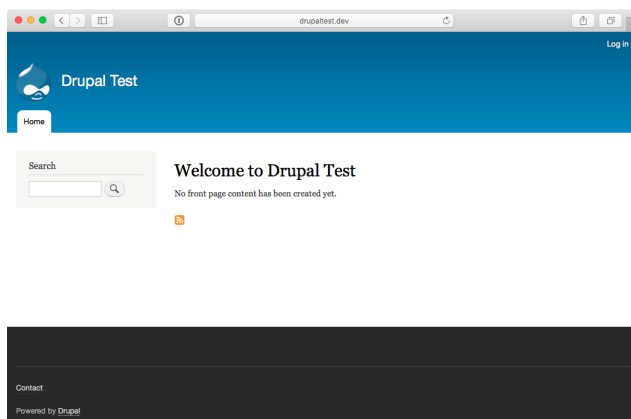 drupaltest.dev
Log in
Drupal Test
Home
Search
Welcome to Drupal Test
No front page content has been created yet.
Contact
Powered by Drupal